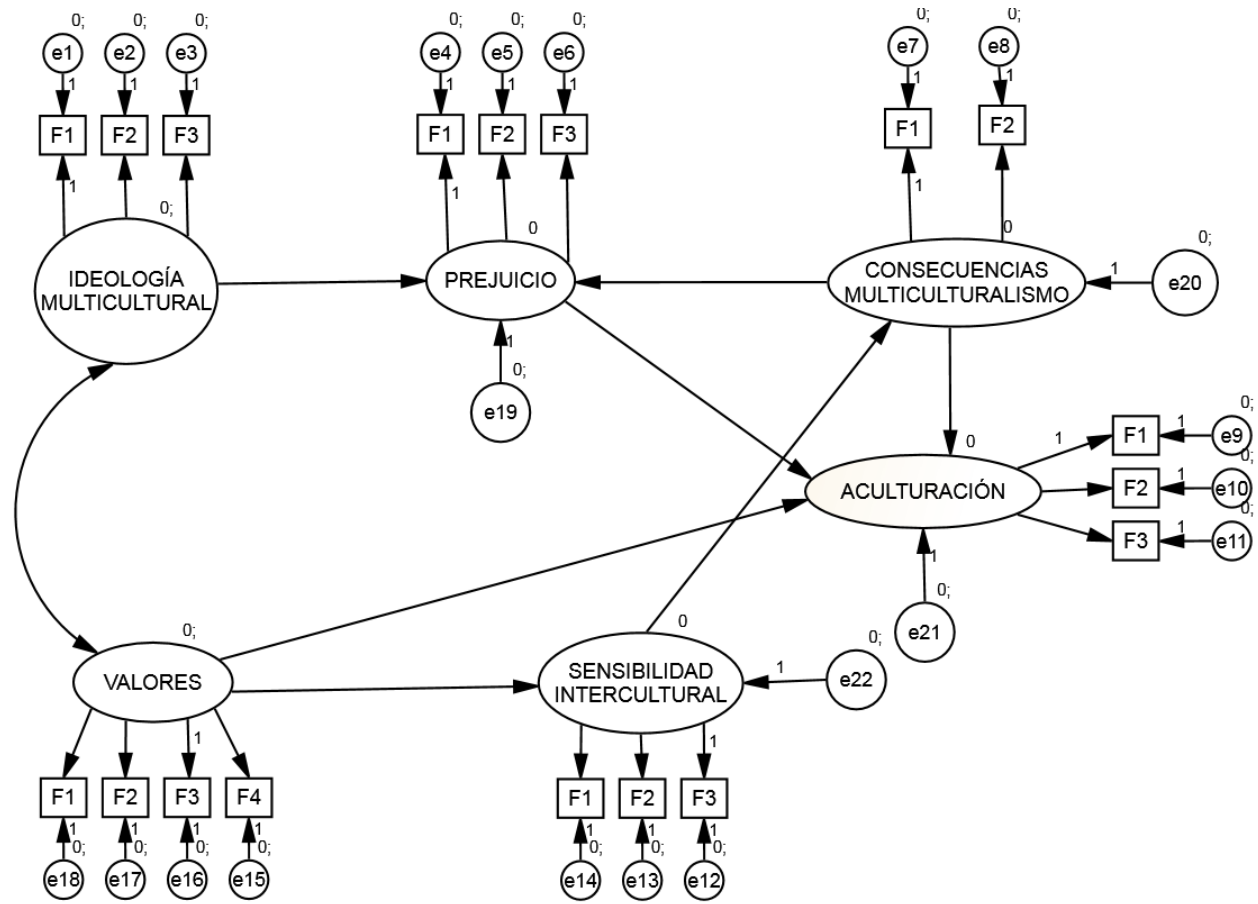 0; 0; 0; 0; 0; 0; 0; 0;
e1 e2 e3 e4 e5 e6 e7 e8
1 1 1 1 1 1 1 1
F1 F2 F3 F1 F2 F3 F1 F2
1 1 1
0; 0 0 0;
IDEOLOGÍA
MULTICULTURAL
PREJUICIO
CONSECUENCIAS
MULTICULTURALISMO
1
e20
1
0;
e19
0;
0 1 F1 1 e9
0;
ACULTURACIÓN
F2 1 e10
0;
F3 1 e11
1
0;
e21
0; 0 0;
VALORES
SENSIBILIDAD
INTERCULTURAL
1
e22
1 1
F1 F2 F3 F4 F1 F2 F3
1 1 1 1 1 1 1
0; 0; 0; 0; 0; 0; 0;
e18 e17 e16 e15 e14 e13 e12